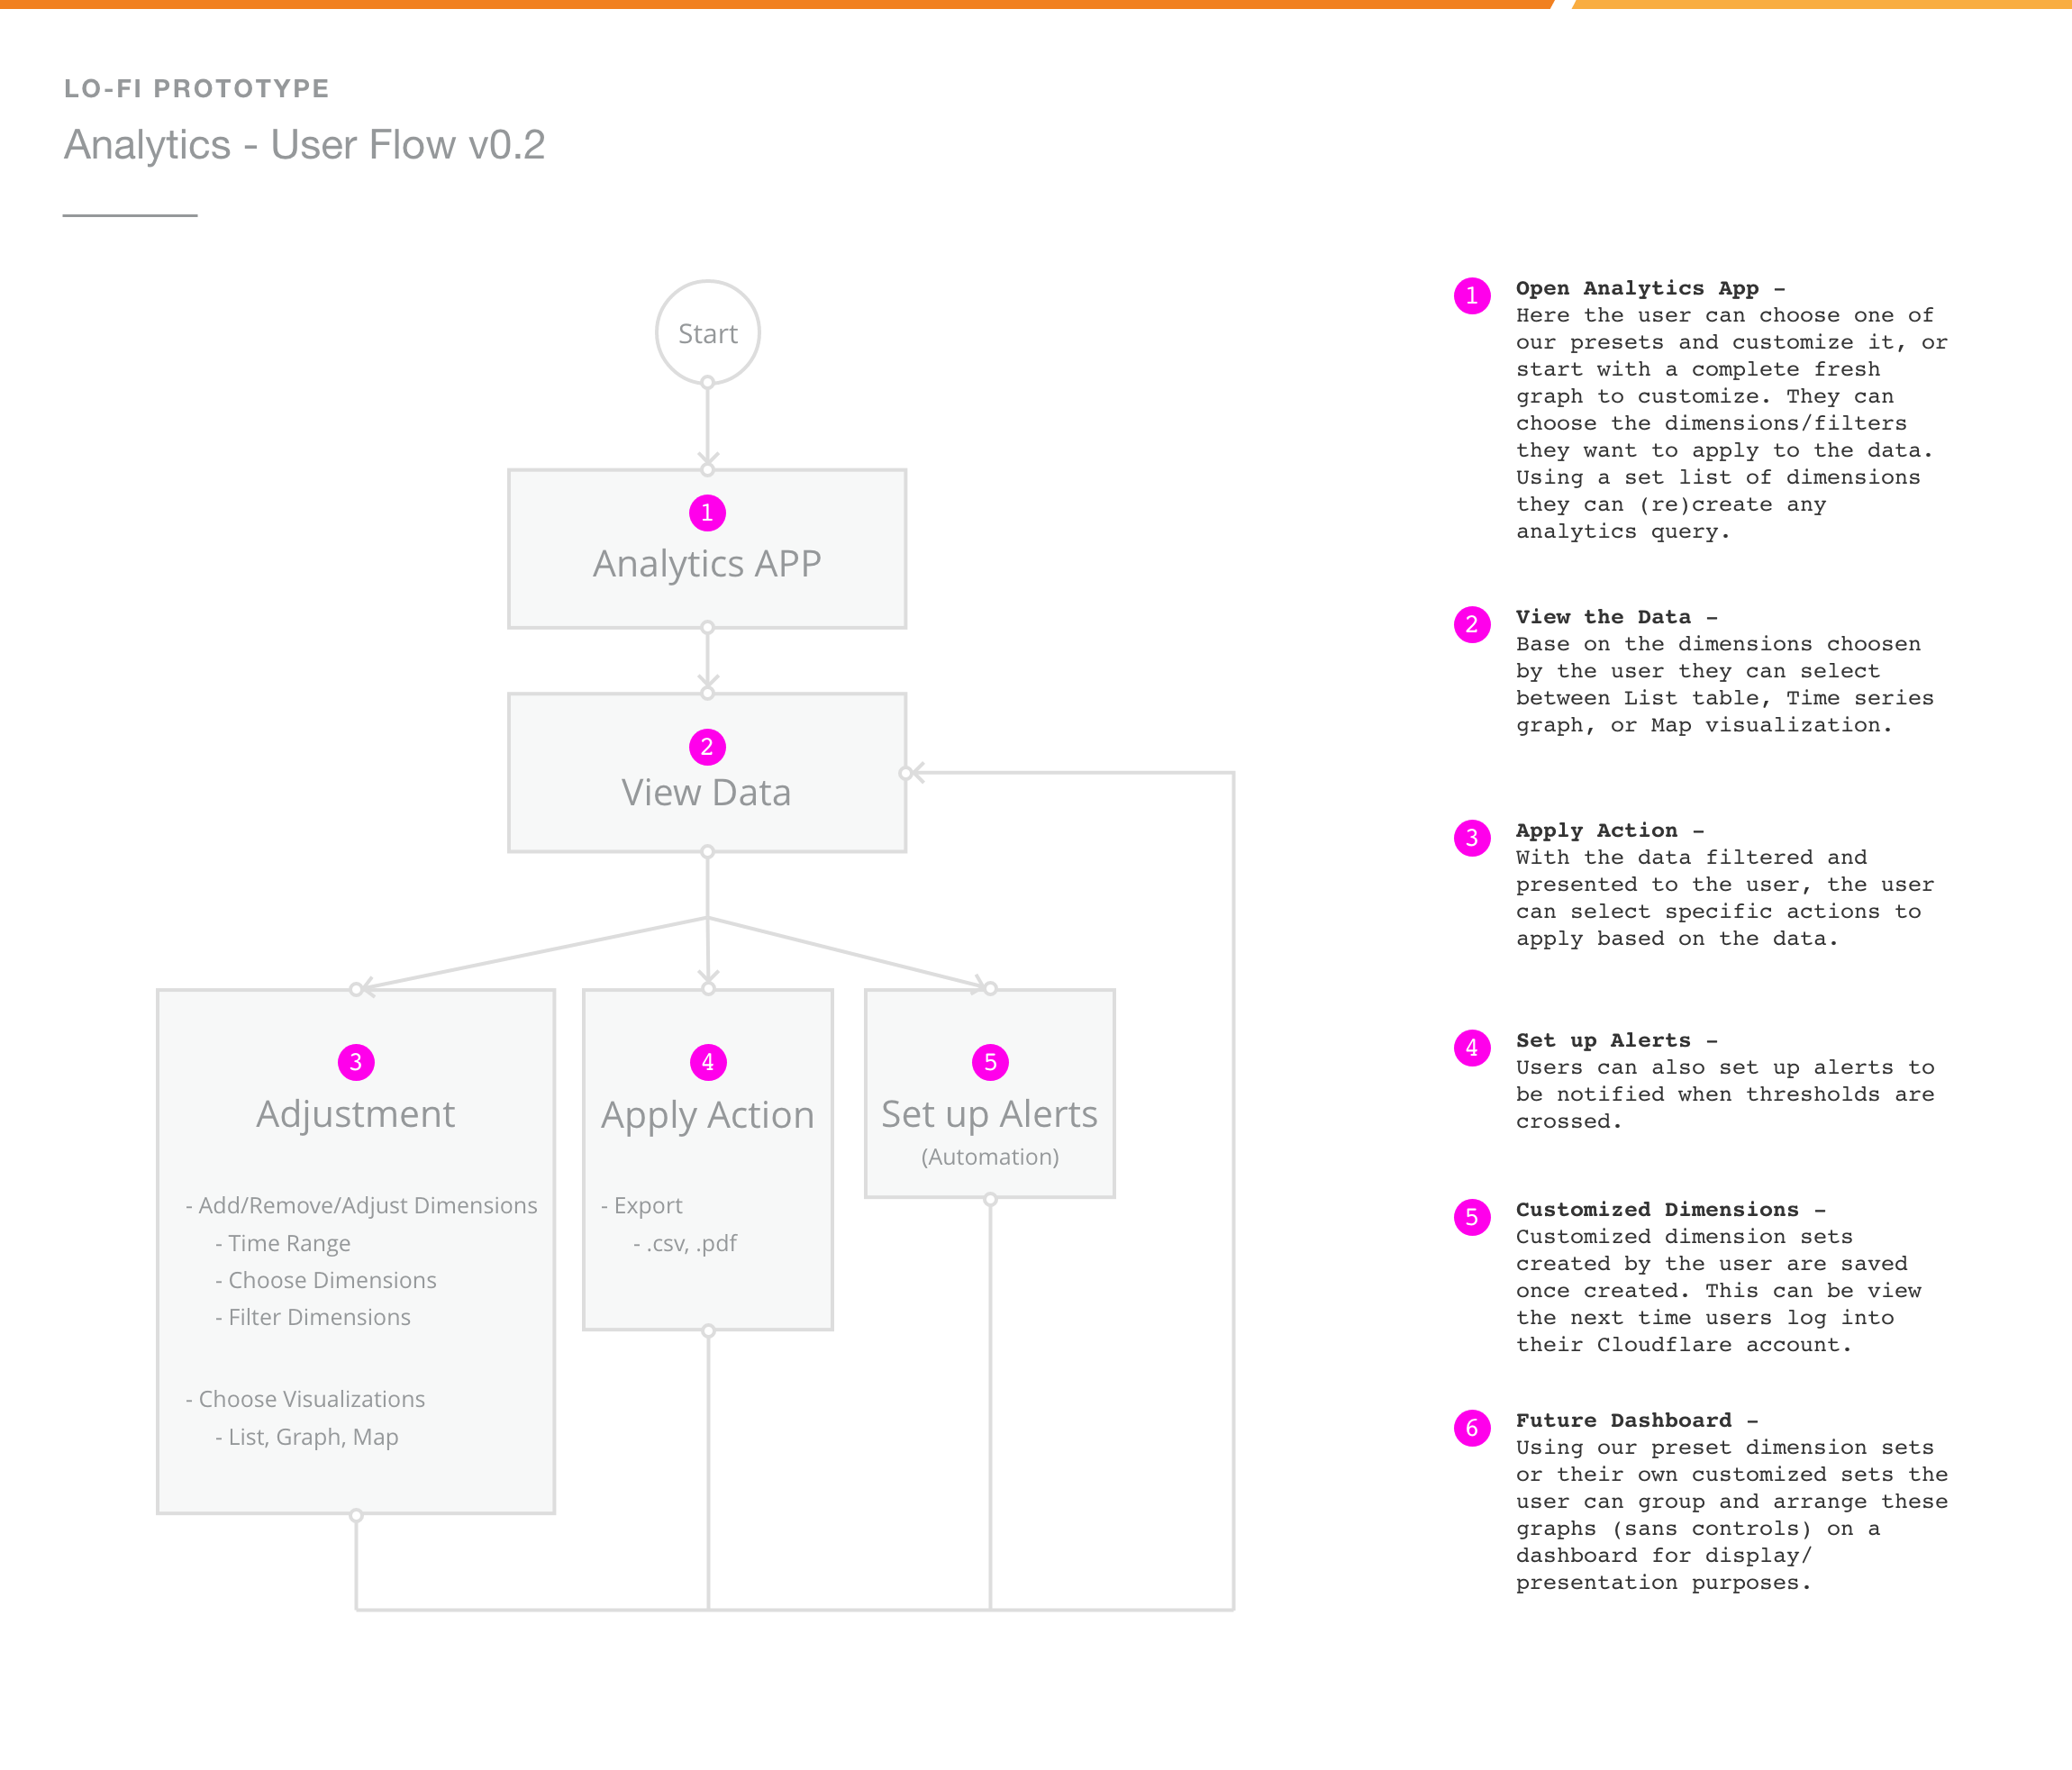 LO-FI PROTOTYPE
Analytics - User Flow v0.2
Start
1
Analytics APP
2
View Data
3
Adjustment
- Add/Remove/Adjust Dimensions
- Time Range
- Choose Dimensions
- Filter Dimensions
- Choose Visualizations
- List, Graph, Map
4
Apply Action
- Export
- .csv, .pdf
5
Set up Alerts
(Automation)
1
Open Analytics App –
Here the user can choose one of
our presets and customize it, or
start with a complete fresh
graph to customize. They can
choose the dimensions/filters
they want to apply to the data.
Using a set list of dimensions
they can (re)create any
analytics query.
2
View the Data –
Base on the dimensions choosen
by the user they can select
between List table, Time series
graph, or Map visualization.
3
Apply Action –
With the data filtered and
presented to the user, the user
can select specific actions to
apply based on the data.
4
Set up Alerts –
Users can also set up alerts to
be notified when thresholds are
crossed.
5
Customized Dimensions –
Customized dimension sets
created by the user are saved
once created. This can be view
the next time users log into
their Cloudflare account.
6
Future Dashboard –
Using our preset dimension sets
or their own customized sets the
user can group and arrange these
graphs (sans controls) on a
dashboard for display/
presentation purposes.